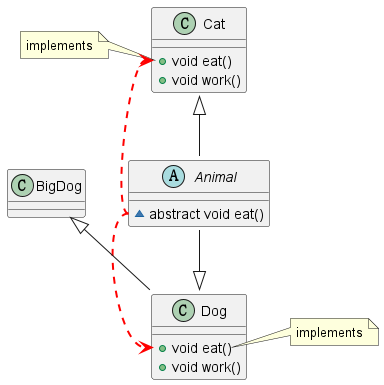 C Cat
implements
void eat()
void work()
C BigDog
A Animal
abstract void eat()
C Dog
void eat()
implements
void work()